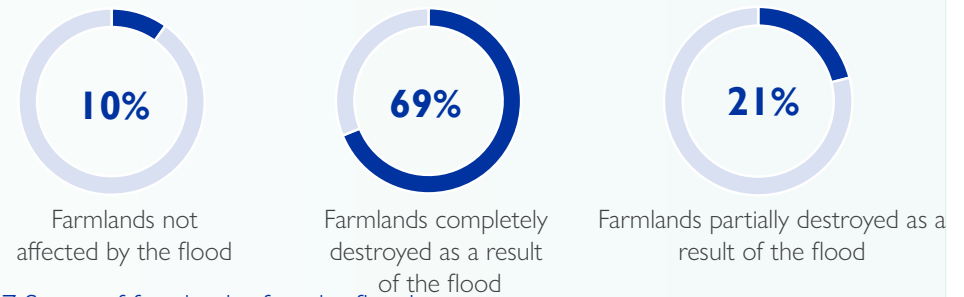 10%
Farmlands not
affected by the flood
69%
Farmlands completely
destroyed as a result
of the flood
21%
Farmlands partially destroyed as a
result of the flood